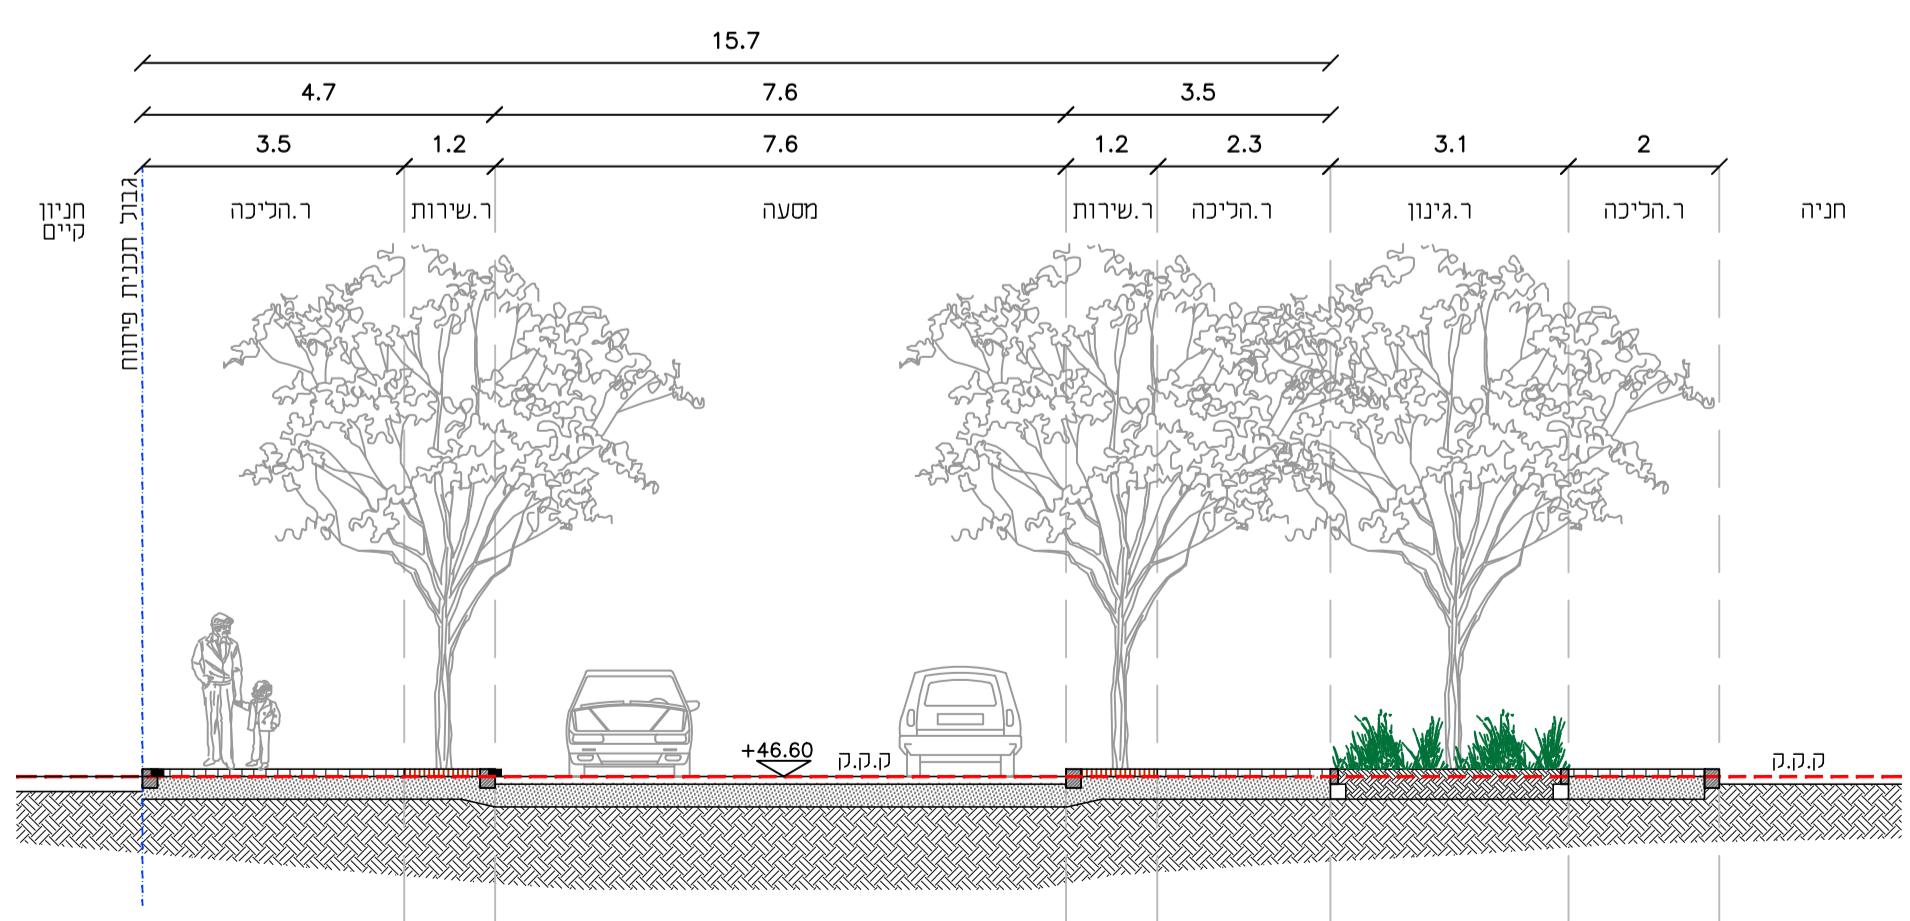 15.7
4.7 7.6 3.5
3.5 1.2 7.6 1.2 2.3 3.1 2
חניון
קיים
גבול תכנית פיתוח
ר.הליכה
ר.שירות
מסעה
ר.שירות
ר.הליכה
ר.גינון
ר.הליכה
חניה
+46.60
ק.ק.ק
ק.ק.ק